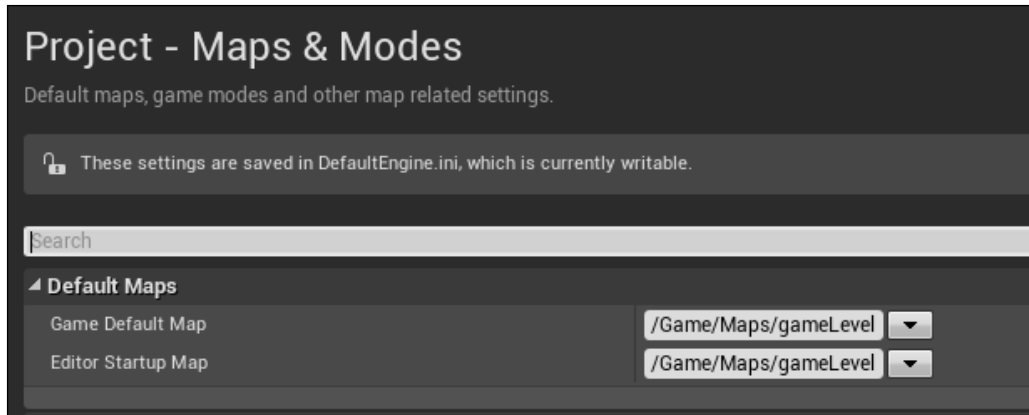 Project - Maps & Modes
Default maps, game modes and other map related settings.
These settings are saved in DefaultEngine.ini, which is currently writable.
Search
Default Maps
Game Default Map /Game/Maps/gameLevel
Editor Startup Map /Game/Maps/gameLevel